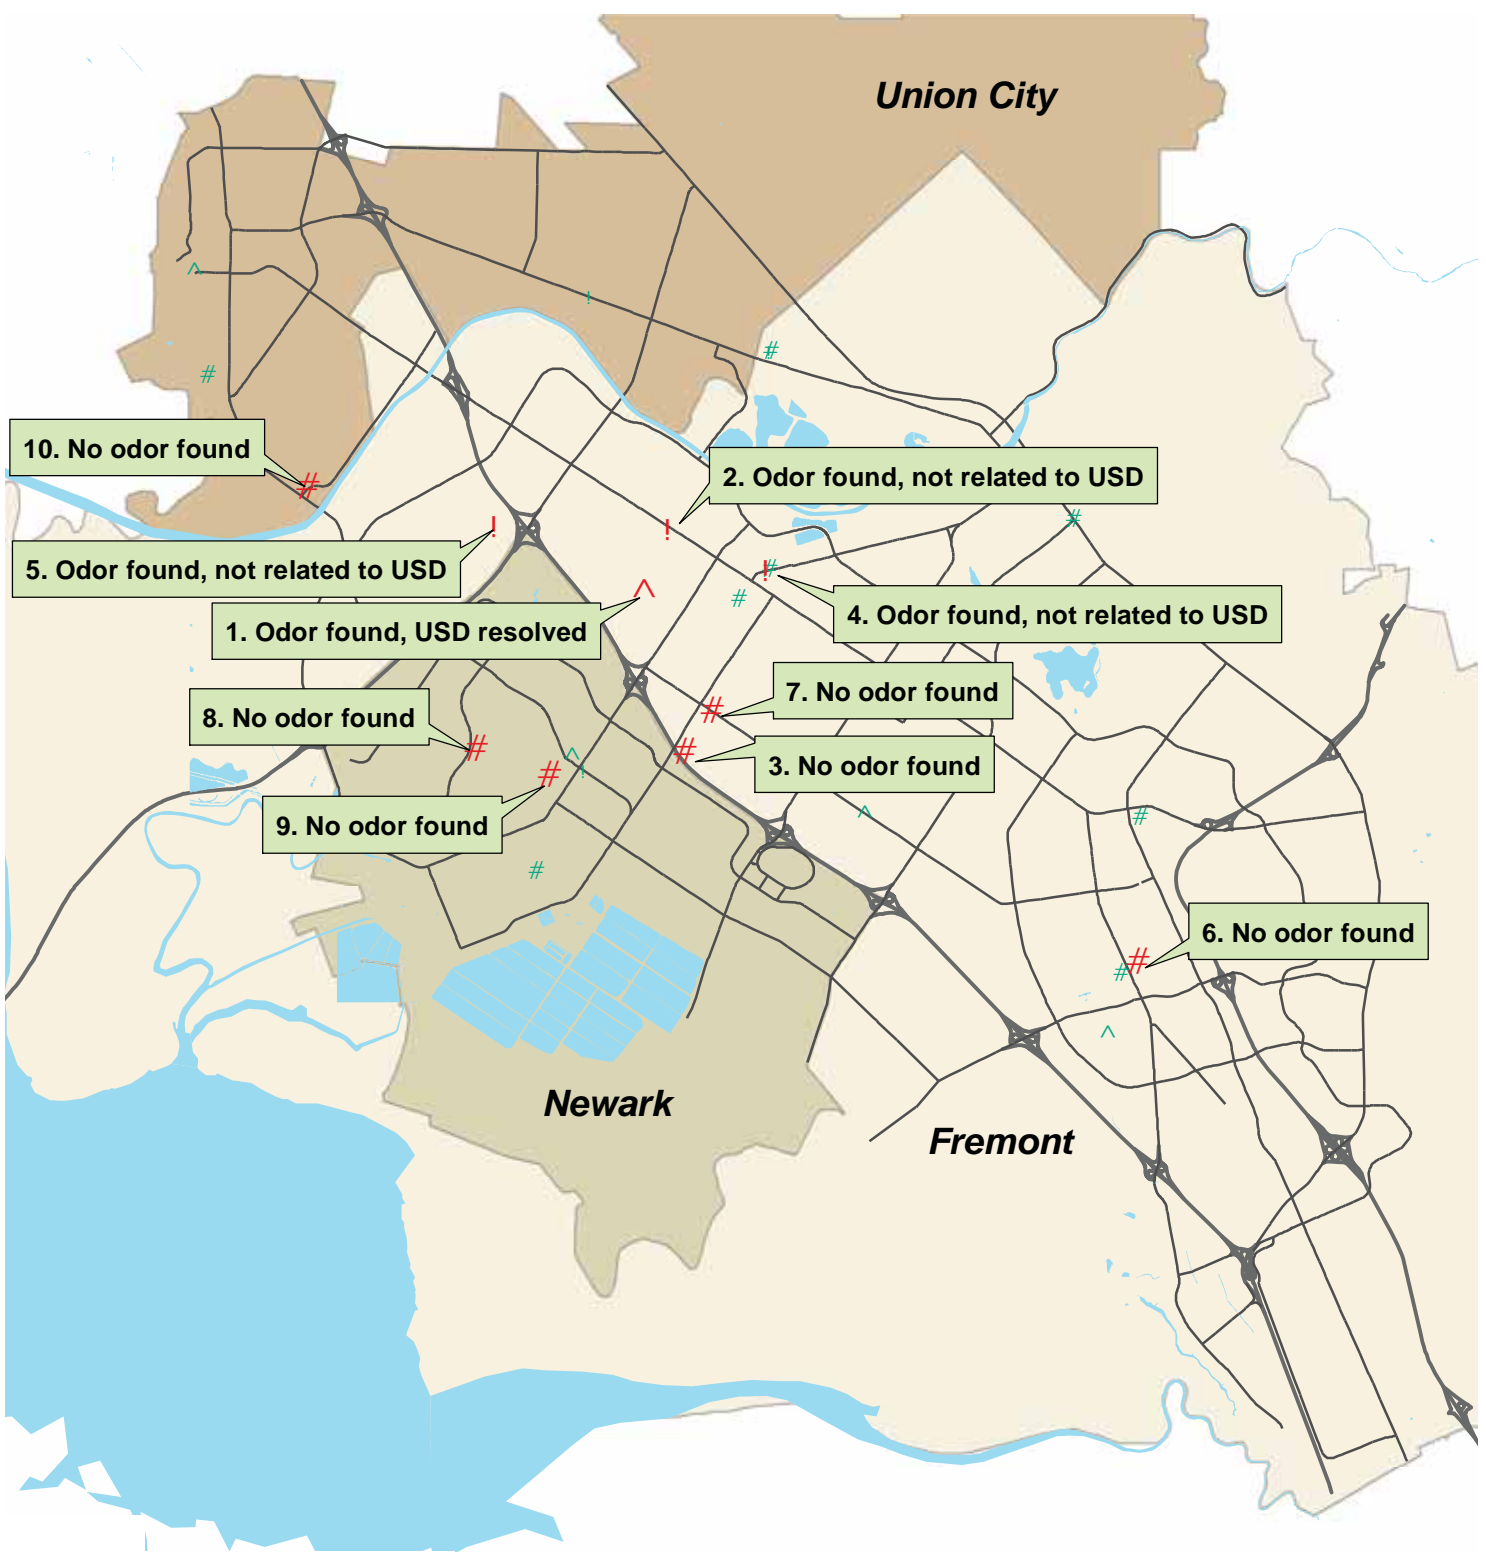 Union City
10. No odor found
2. Odor found, not related to USD
5. Odor found, not related to USD
4. Odor found, not related to USD
1. Odor found, USD resolved
7. No odor found
8. No odor found
3. No odor found
9. No odor found
6. No odor found
Newark
Fremont